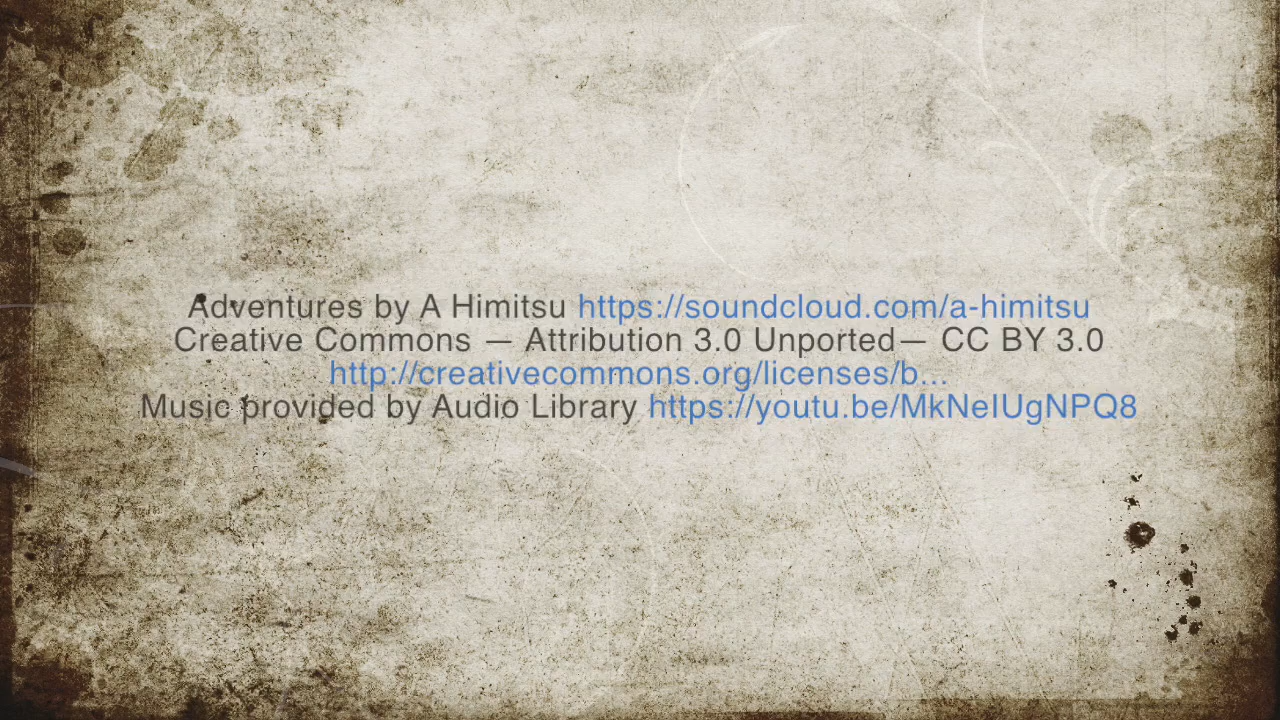 Adventures by A Himitsu https://soundcloud.com/a-himitsu
Creative Commons — Attribution 3.0 Unported— CC BY 3.0
http://creativecommons.org/licenses/b...
Music provided by Audio Library https://youtu.be/MkNeIUgNPQ8